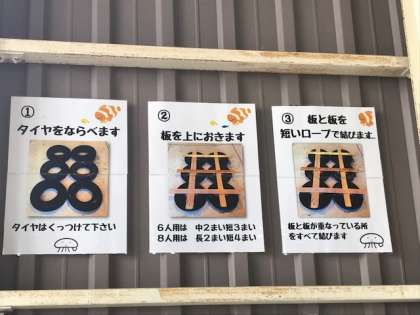 ①
タイヤをならべます
タイヤはくっつけて下さい
②
板を上におきます
6人用は 中2まい短3まい
8人用は 長2まい短4まい
③ 板と板を
短いロープで結びます。
板と板が重なっている所
をすべて結びます